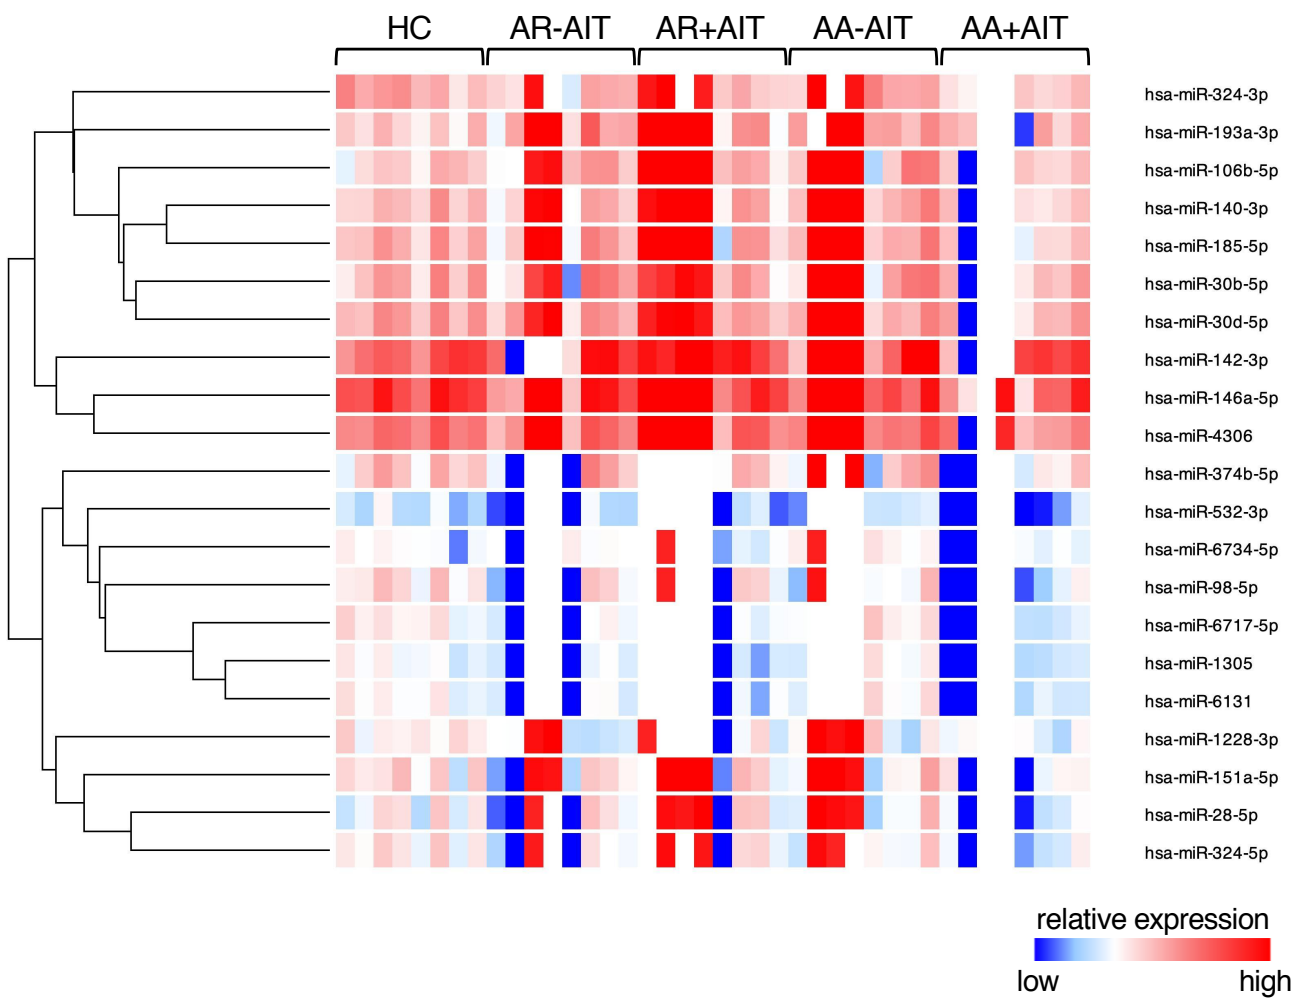 HC AR-AIT AR+AIT AA-AIT AA+AIT
hsa-miR-324-3p
hsa-miR-193a-3p
hsa-miR-106b-5p
hsa-miR-140-3p
hsa-miR-185-5p
hsa-miR-30b-5p
hsa-miR-30d-5p
hsa-miR-142-3p
hsa-miR-146a-5p
hsa-miR-4306
hsa-miR-374b-5p
hsa-miR-532-3p
hsa-miR-6734-5p
hsa-miR-98-5p
hsa-miR-6717-5p
hsa-miR-1305
hsa-miR-6131
hsa-miR-1228-3p
hsa-miR-151a-5p
hsa-miR-28-5p
hsa-miR-324-5p
relative expression
low high